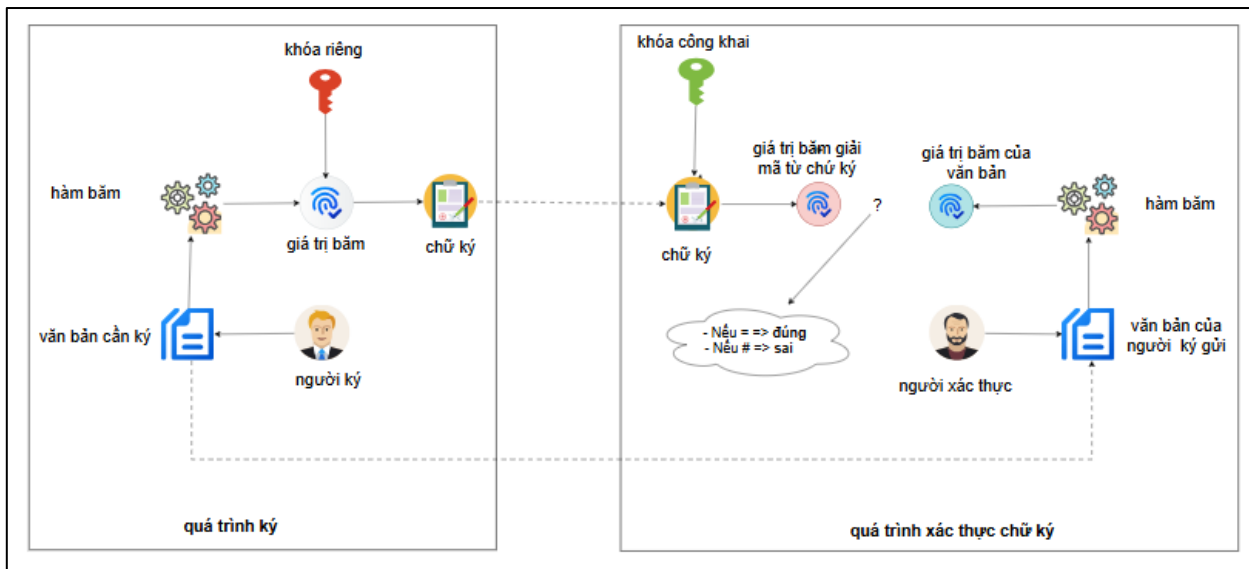 khóa riêng
hàm băm
giá trị băm
chữ ký
văn bản cần ký
người ký
quá trình ký
khóa công khai
giá trị băm giải
mã từ chứ ký
giá trị băm của
văn bản
?
hàm băm
chữ ký
- Nếu = => đúng
- Nếu # => sai
người xác thực
văn bản của
người ký gửi
quá trình xác thực chữ ký